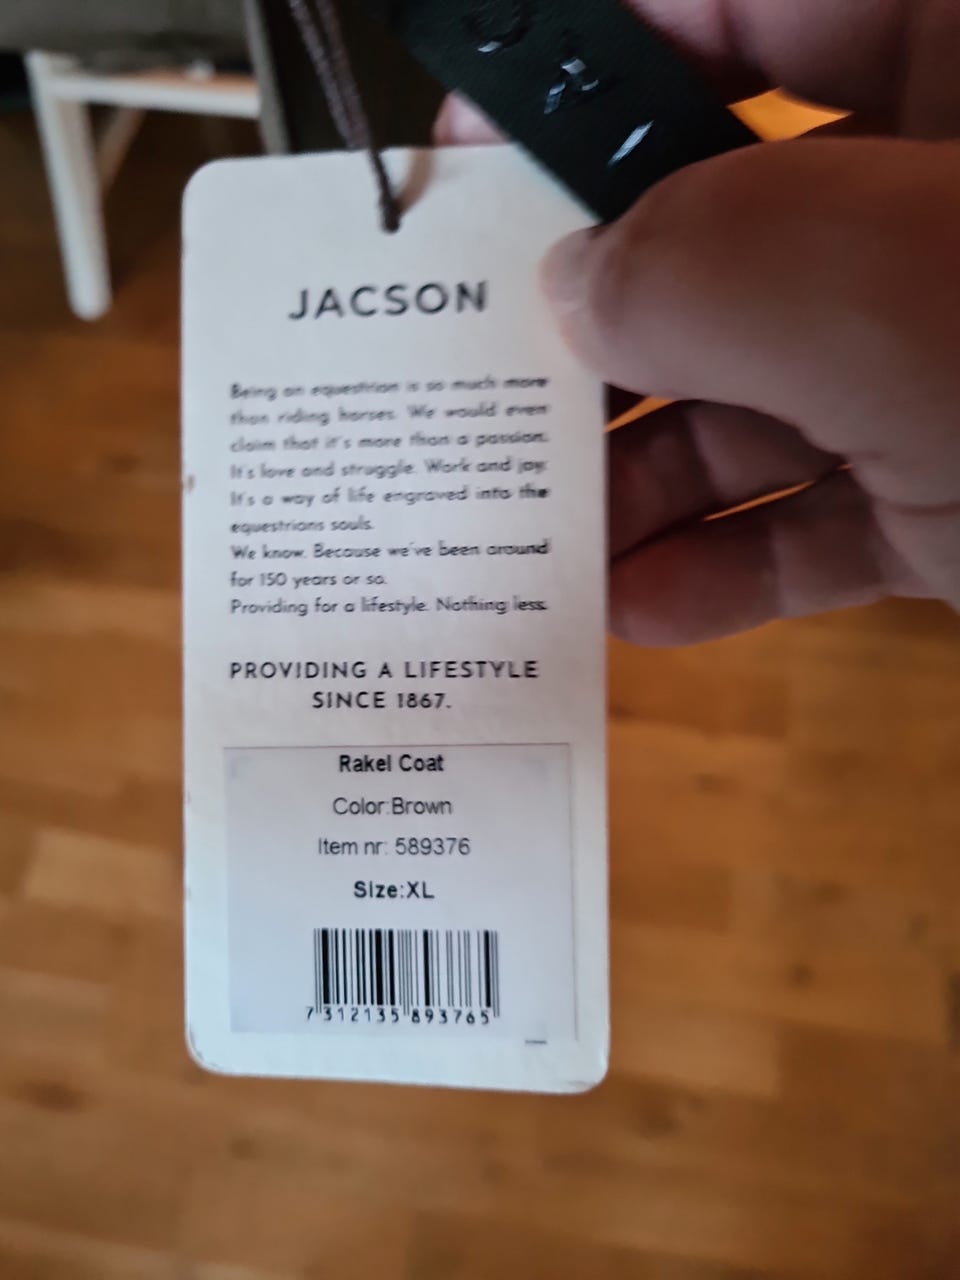 JACSON
Being an equestrian is so much more
than riding horses. We would even
claim that it's more than a passion.
It's love and struggle. Work and joy.
It's a way of life engraved into the
equestrians souls.
We know. Because we've been around
for 150 years or so.
Providing for a lifestyle. Nothing less.
PROVIDING A LIFESTYLE
SINCE 1867.
Rakel Coat
Color:Brown
Item nr: 589376
Size:XL
7 312135 893765